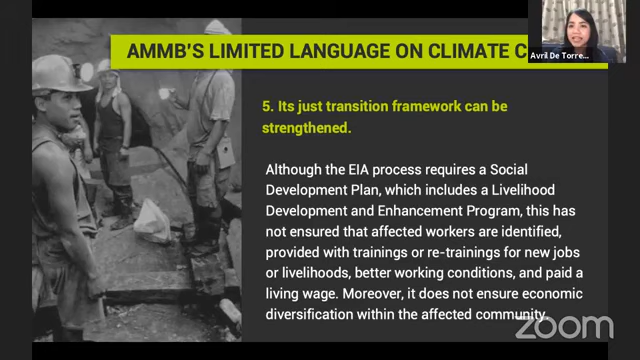 AMMB'S LIMITED LANGUAGE ON CLIMATE C
Avril De Torre...
5. Its just transition framework can be
strengthened.
Although the EIA process requires a Social
Development Plan, which includes a Livelihood
Development and Enhancement Program, this has
not ensured that affected workers are identified,
provided with trainings or re-trainings for new jobs
or livelihoods, better working conditions, and paid a
living wage. Moreover, it does not ensure economic
diversification within the affected community.
zoom